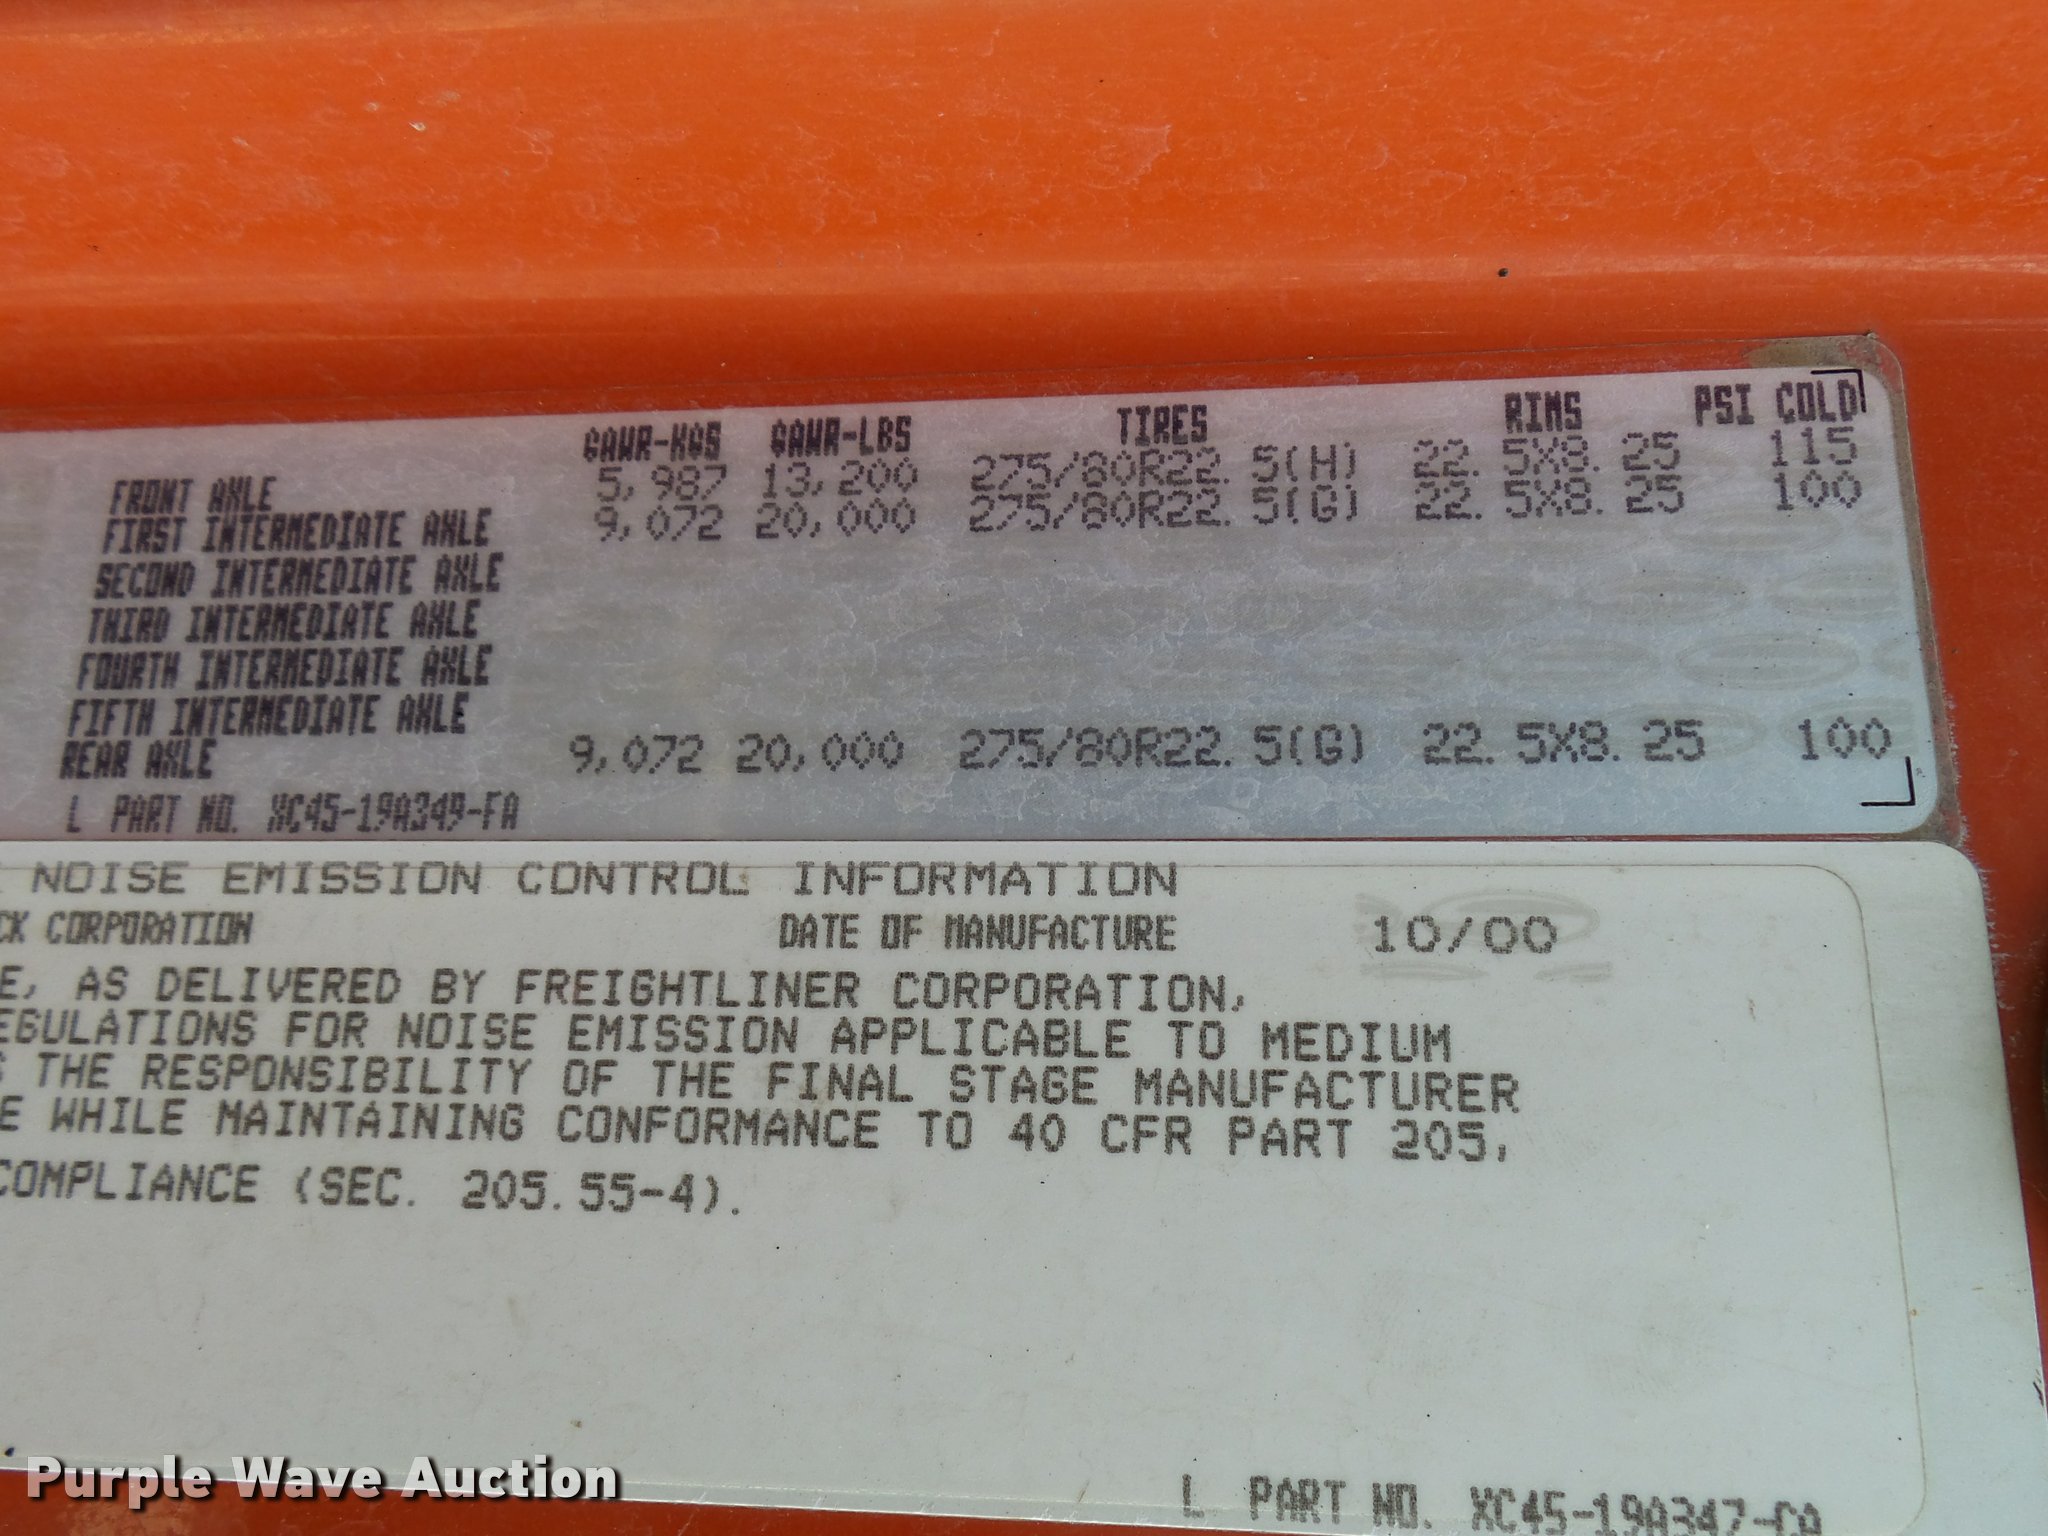 GAWR-KGS GAWR-LBS TIRES RIMS PSI COLD
FRONT AXLE 5,987 13,200 275/80R22.5(H) 22.5X8.25 115
FIRST INTERMEDIATE AXLE 9,072 20,000 275/80R22.5(G) 22.5X8.25 100
SECOND INTERMEDIATE AXLE
THIRD INTERMEDIATE AXLE
FOURTH INTERMEDIATE AXLE
FIFTH INTERMEDIATE AXLE
REAR AXLE 9,072 20,000 275/80R22.5(G) 22.5X8.25 100
L PART NO. XC45-19A349-FA
NOISE EMISSION CONTROL INFORMATION
CK CORPORATION DATE OF MANUFACTURE 10/00
E, AS DELIVERED BY FREIGHTLINER CORPORATION,
EGULATIONS FOR NOISE EMISSION APPLICABLE TO MEDIUM
S THE RESPONSIBILITY OF THE FINAL STAGE MANUFACTURER
E WHILE MAINTAINING CONFORMANCE TO 40 CFR PART 205,
COMPLIANCE (SEC. 205.55-4).
L PART NO. XC45-19A347-CA
Purple Wave Auction